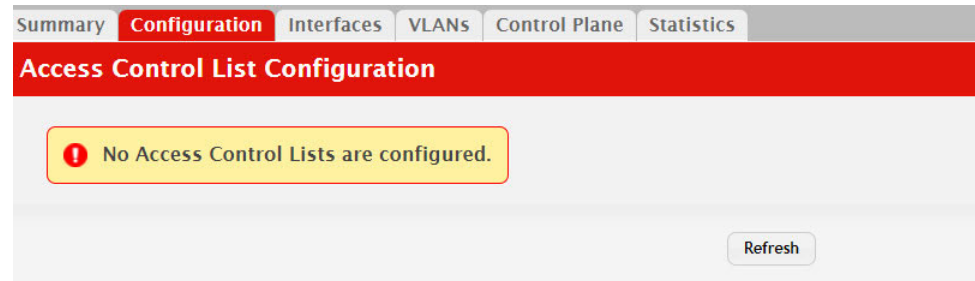 Summary Configuration Interfaces VLANs Control Plane Statistics
Access Control List Configuration
No Access Control Lists are configured.
Refresh